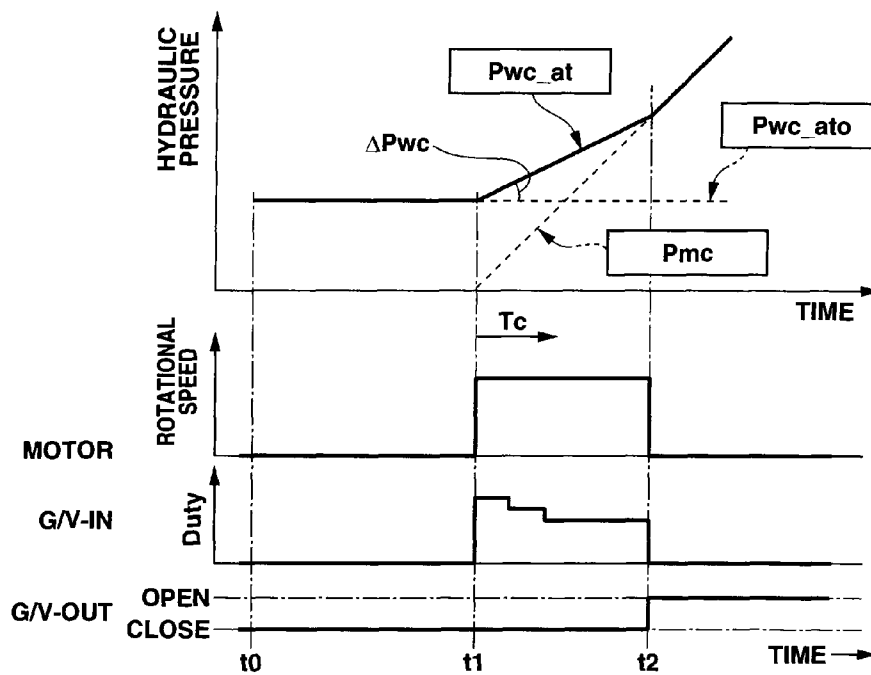 HYDRAULIC
PRESSURE
Pwc_at
Pwc_ato
ΔPwc
Pmc
TIME
Tc
ROTATIONAL
SPEED
MOTOR
G/V-IN
Duty
G/V-OUT
OPEN
CLOSE
t0
t1
t2
TIME